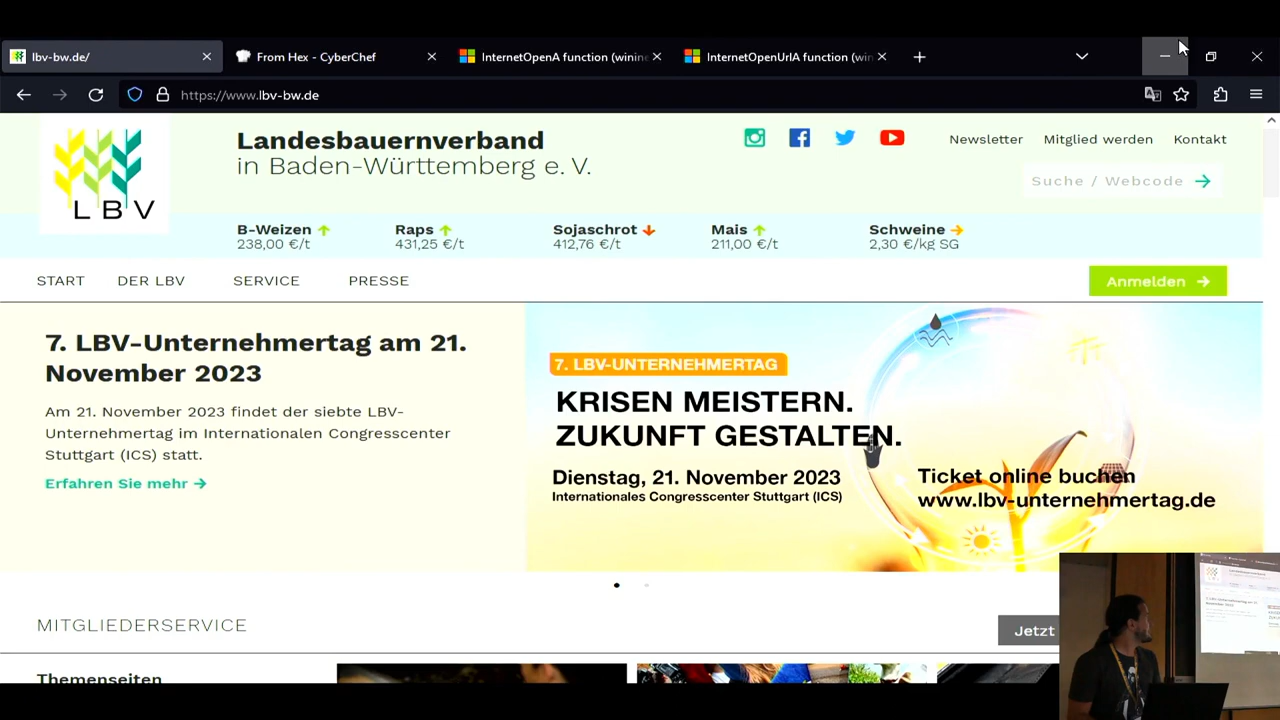 lbv-bw.de/
From Hex - CyberChef
InternetOpenA function (winine
InternetOpenUrlA function (win
https://www.lbv-bw.de
LBV
Landesbauernverband
in Baden-Württemberg e. V.
Newsletter
Mitglied werden
Kontakt
Suche / Webcode
B-Weizen
238,00 €/t
Raps
431,25 €/t
Sojaschrot
412,76 €/t
Mais
211,00 €/t
Schweine
2,30 €/kg SG
START
DER LBV
SERVICE
PRESSE
Anmelden
7. LBV-Unternehmertag am 21.
November 2023
Am 21. November 2023 findet der siebte LBV-
Unternehmertag im Internationalen Congresscenter
Stuttgart (ICS) statt.
Erfahren Sie mehr
7. LBV-UNTERNEHMERTAG
KRISEN MEISTERN.
ZUKUNFT GESTALTEN.
Dienstag, 21. November 2023
Internationales Congresscenter Stuttgart (ICS)
Ticket online buchen
www.lbv-unternehmertag.de
MITGLIEDERSERVICE
Jetzt
Themenseiten